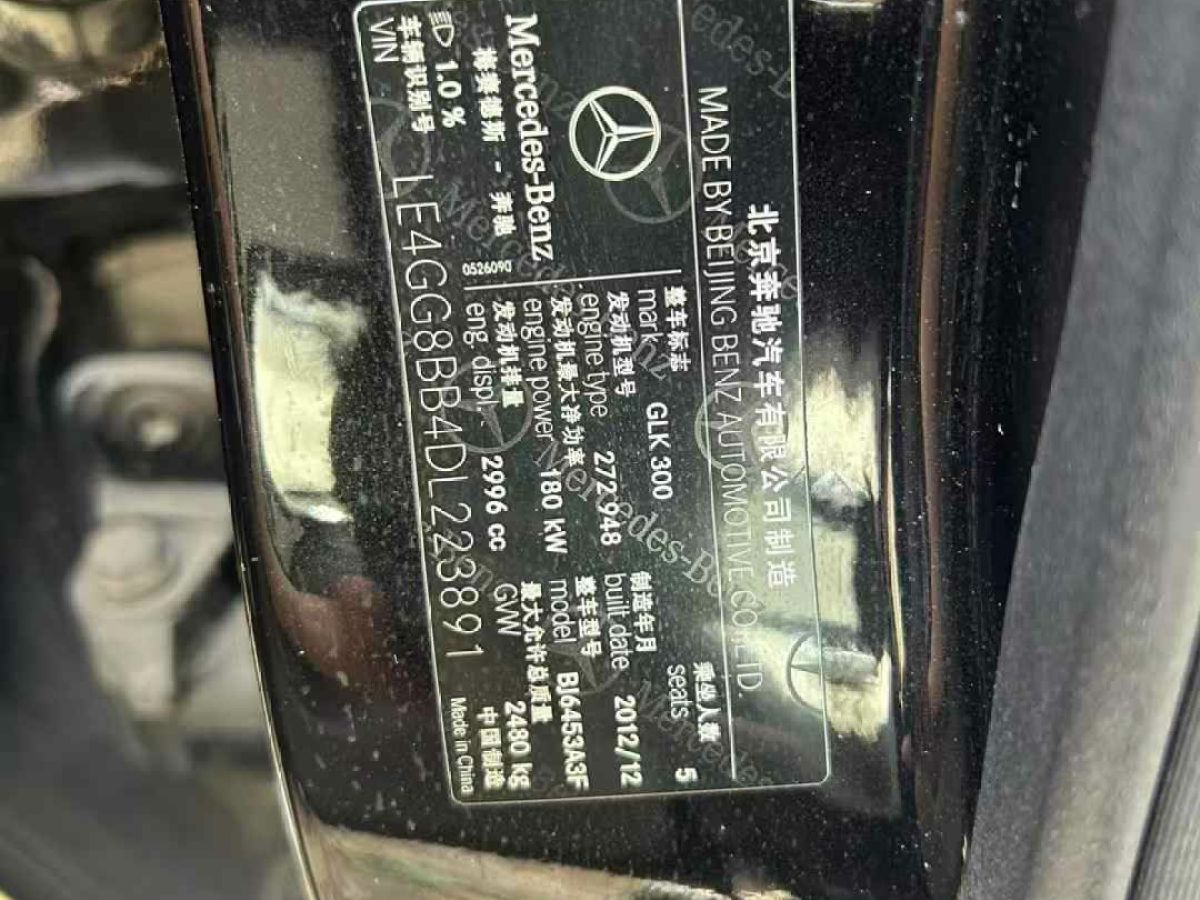 北京奔驰汽车有限公司制造
MADE BY BEIJING BENZ AUTOMOTIVE CO., LTD.
Mercedes-Benz
梅赛德斯 - 奔驰
0526090
乘坐人数
seats 5
整车标志
mark GLK 300
制造年月
built date 2012/12
发动机型号
engine type 272948
整车型号
model BJ6453A3F
发动机最大净功率
engine power 180 kW
最大允许总质量
GVW 2480 kg
发动机排量
eng. displ. 2996 cc
中国制造
Made in China
1.0 %
车辆识别号
VIN LE4GG8BB4DL223891